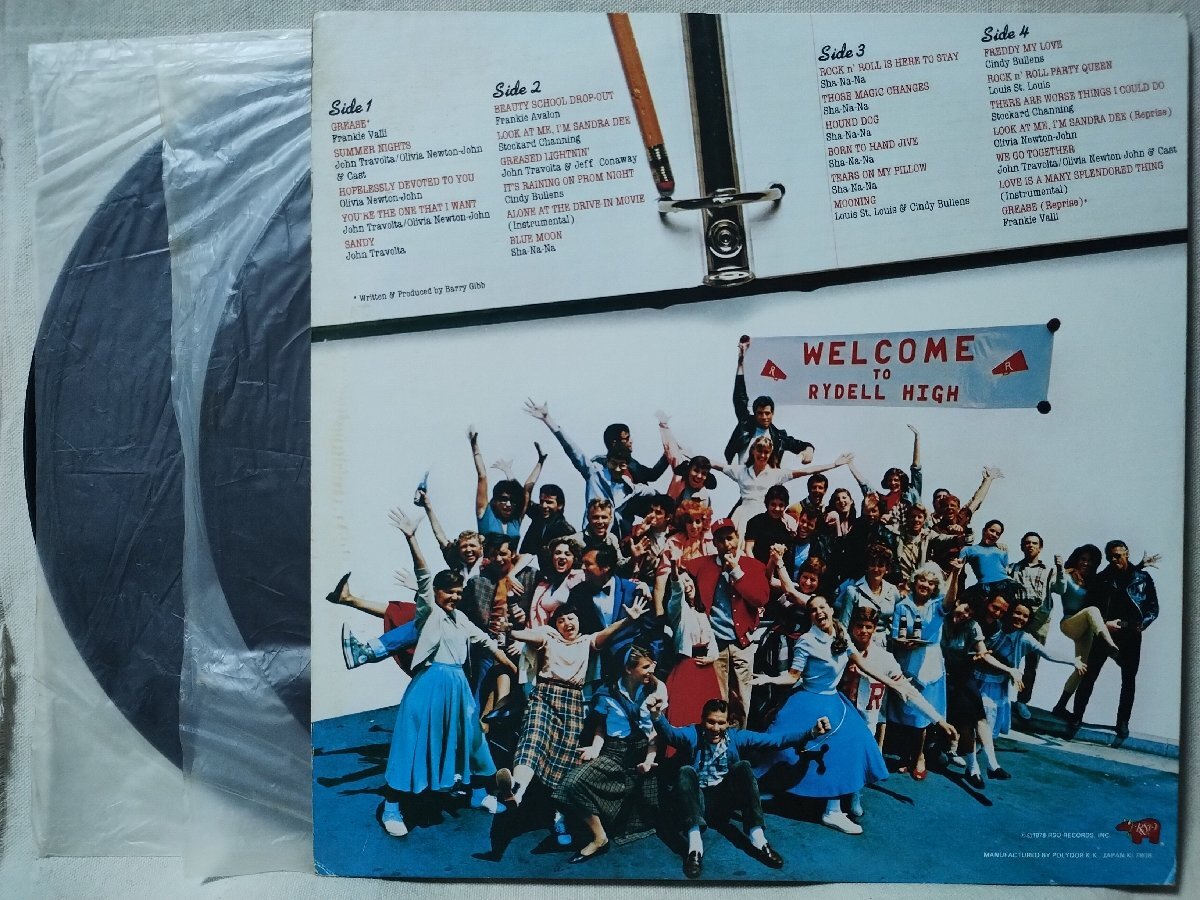 Side 1
GREASE*
Frankie Valli
SUMMER NIGHTS
John Travolta/Olivia Newton-John
& Cast
HOPELESSLY DEVOTED TO YOU
Olivia Newton-John
YOU'RE THE ONE THAT I WANT
John Travolta/Olivia Newton-John
SANDY
John Travolta
* Written & Produced by Barry Gibb
Side 2
BEAUTY SCHOOL DROP-OUT
Frankie Avalon
LOOK AT ME, I'M SANDRA DEE
Stockard Channing
GREASED LIGHTNIN'
John Travolta & Jeff Conaway
IT'S RAINING ON PROM NIGHT
Cindy Bullens
ALONE AT THE DRIVE IN MOVIE
(Instrumental)
BLUE MOON
Sha-Na-Na
Side 3
ROCK n' ROLL IS HERE TO STAY
Sha-Na-Na
THOSE MAGIC CHANGES
Sha-Na-Na
HOUND DOG
Sha-Na-Na
BORN TO HAND JIVE
Sha-Na-Na
TEARS ON MY PILLOW
Sha-Na-Na
MOONING
Louis St. Louis & Cindy Bullens
Side 4
FREDDY MY LOVE
Cindy Bullens
ROCK n' ROLL PARTY QUEEN
Louis St. Louis
THERE ARE WORSE THINGS I COULD DO
Stockard Channing
LOOK AT ME, I'M SANDRA DEE (Reprise)
Olivia Newton-John
WE GO TOGETHER
John Travolta/Olivia Newton-John & Cast
LOVE IS A MANY SPLENDORED THING
(Instrumental)
GREASE (Reprise)*
Frankie Valli
R
WELCOME
R
TO
RYDELL HIGH
R
℗©1978 RSO RECORDS, INC.
RSO
MANUFACTURED BY POLYDOR K.K., JAPAN